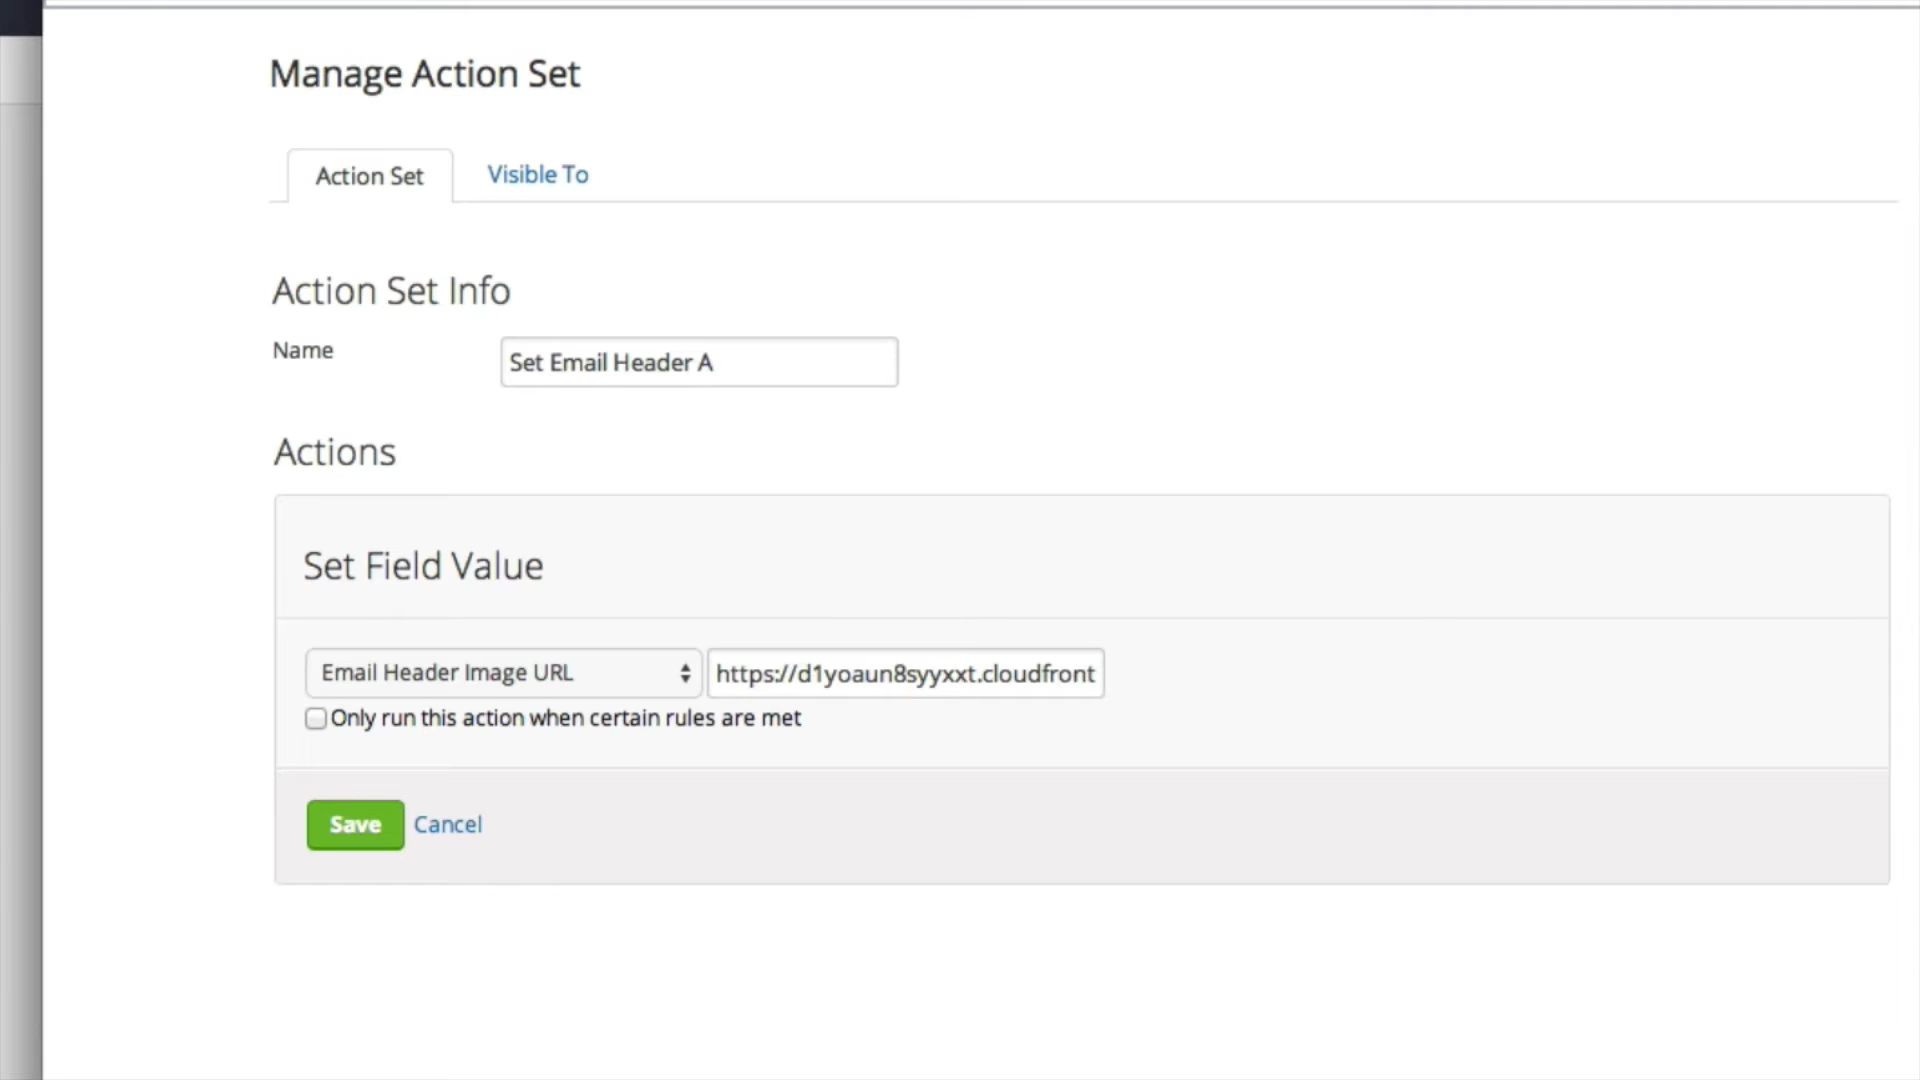 Manage Action Set
Action Set
Visible To
Action Set Info
Name
Set Email Header A
Actions
Set Field Value
Email Header Image URL
https://d1yoaun8syyxxt.cloudfront
Only run this action when certain rules are met
Save Cancel